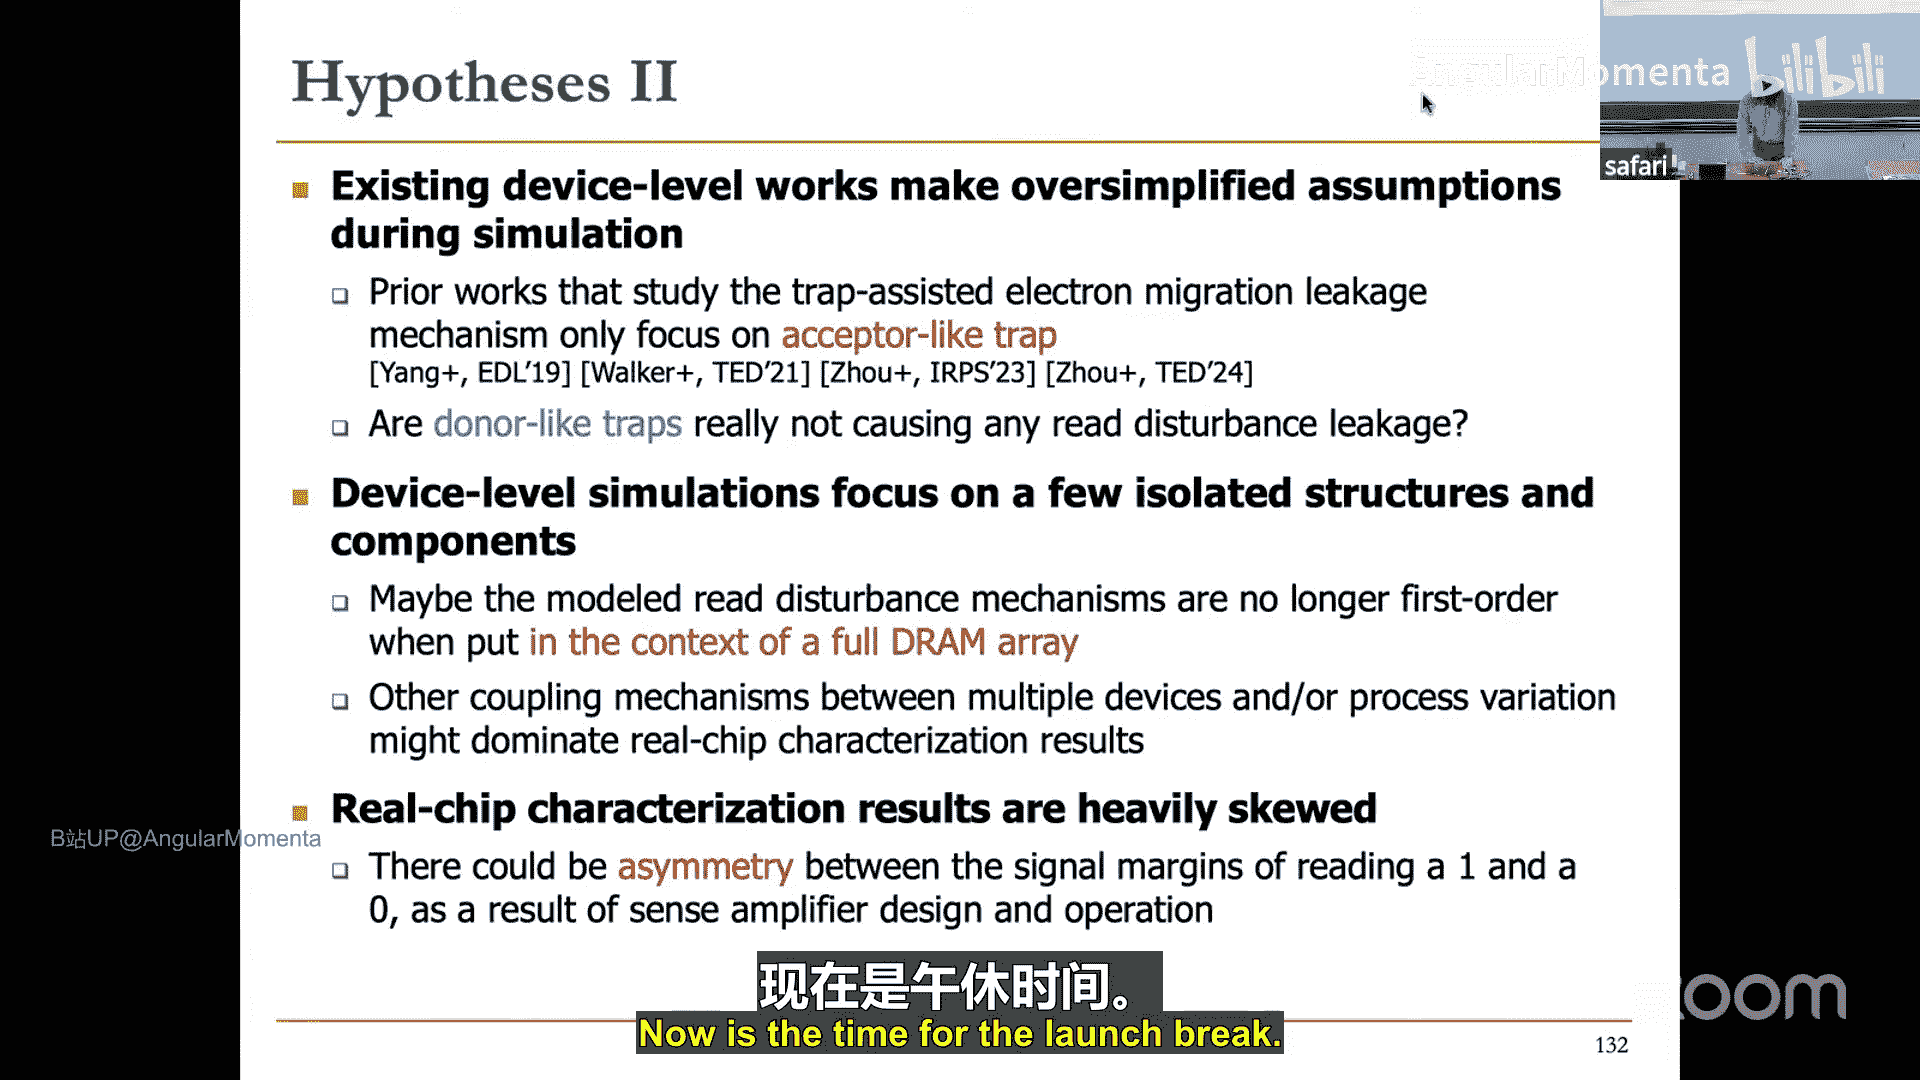 Hypotheses II
AngularMomenta bilibili
safari
Existing device-level works make oversimplified assumptions
during simulation
Prior works that study the trap-assisted electron migration leakage
mechanism only focus on acceptor-like trap
[Yang+, EDL’19] [Walker+, TED’21] [Zhou+, IRPS’23] [Zhou+, TED’24]
Are donor-like traps really not causing any read disturbance leakage?
Device-level simulations focus on a few isolated structures and
components
Maybe the modeled read disturbance mechanisms are no longer first-order
when put in the context of a full DRAM array
Other coupling mechanisms between multiple devices and/or process variation
might dominate real-chip characterization results
Real-chip characterization results are heavily skewed
B站UP@AngularMomenta
There could be asymmetry between the signal margins of reading a 1 and a
0, as a result of sense amplifier design and operation
现在是午休时间。
zoom
Now is the time for the launch break.
132